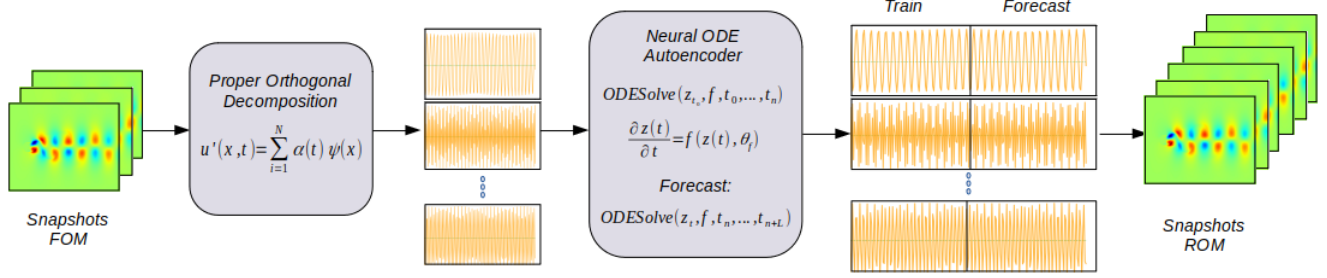 Snapshots
FOM
Proper Orthogonal
Decomposition
u'(x,t)=∑_{i=1}^{N} α(t) ψ(x)
Neural ODE
Autoencoder
ODESolve(z_{t_0},f,t_0,...,t_n)
∂z(t)/∂t=f(z(t),θ_f)
Forecast:
ODESolve(z_t,f,t_n,...,t_{n+L})
Train Forecast
Snapshots
ROM